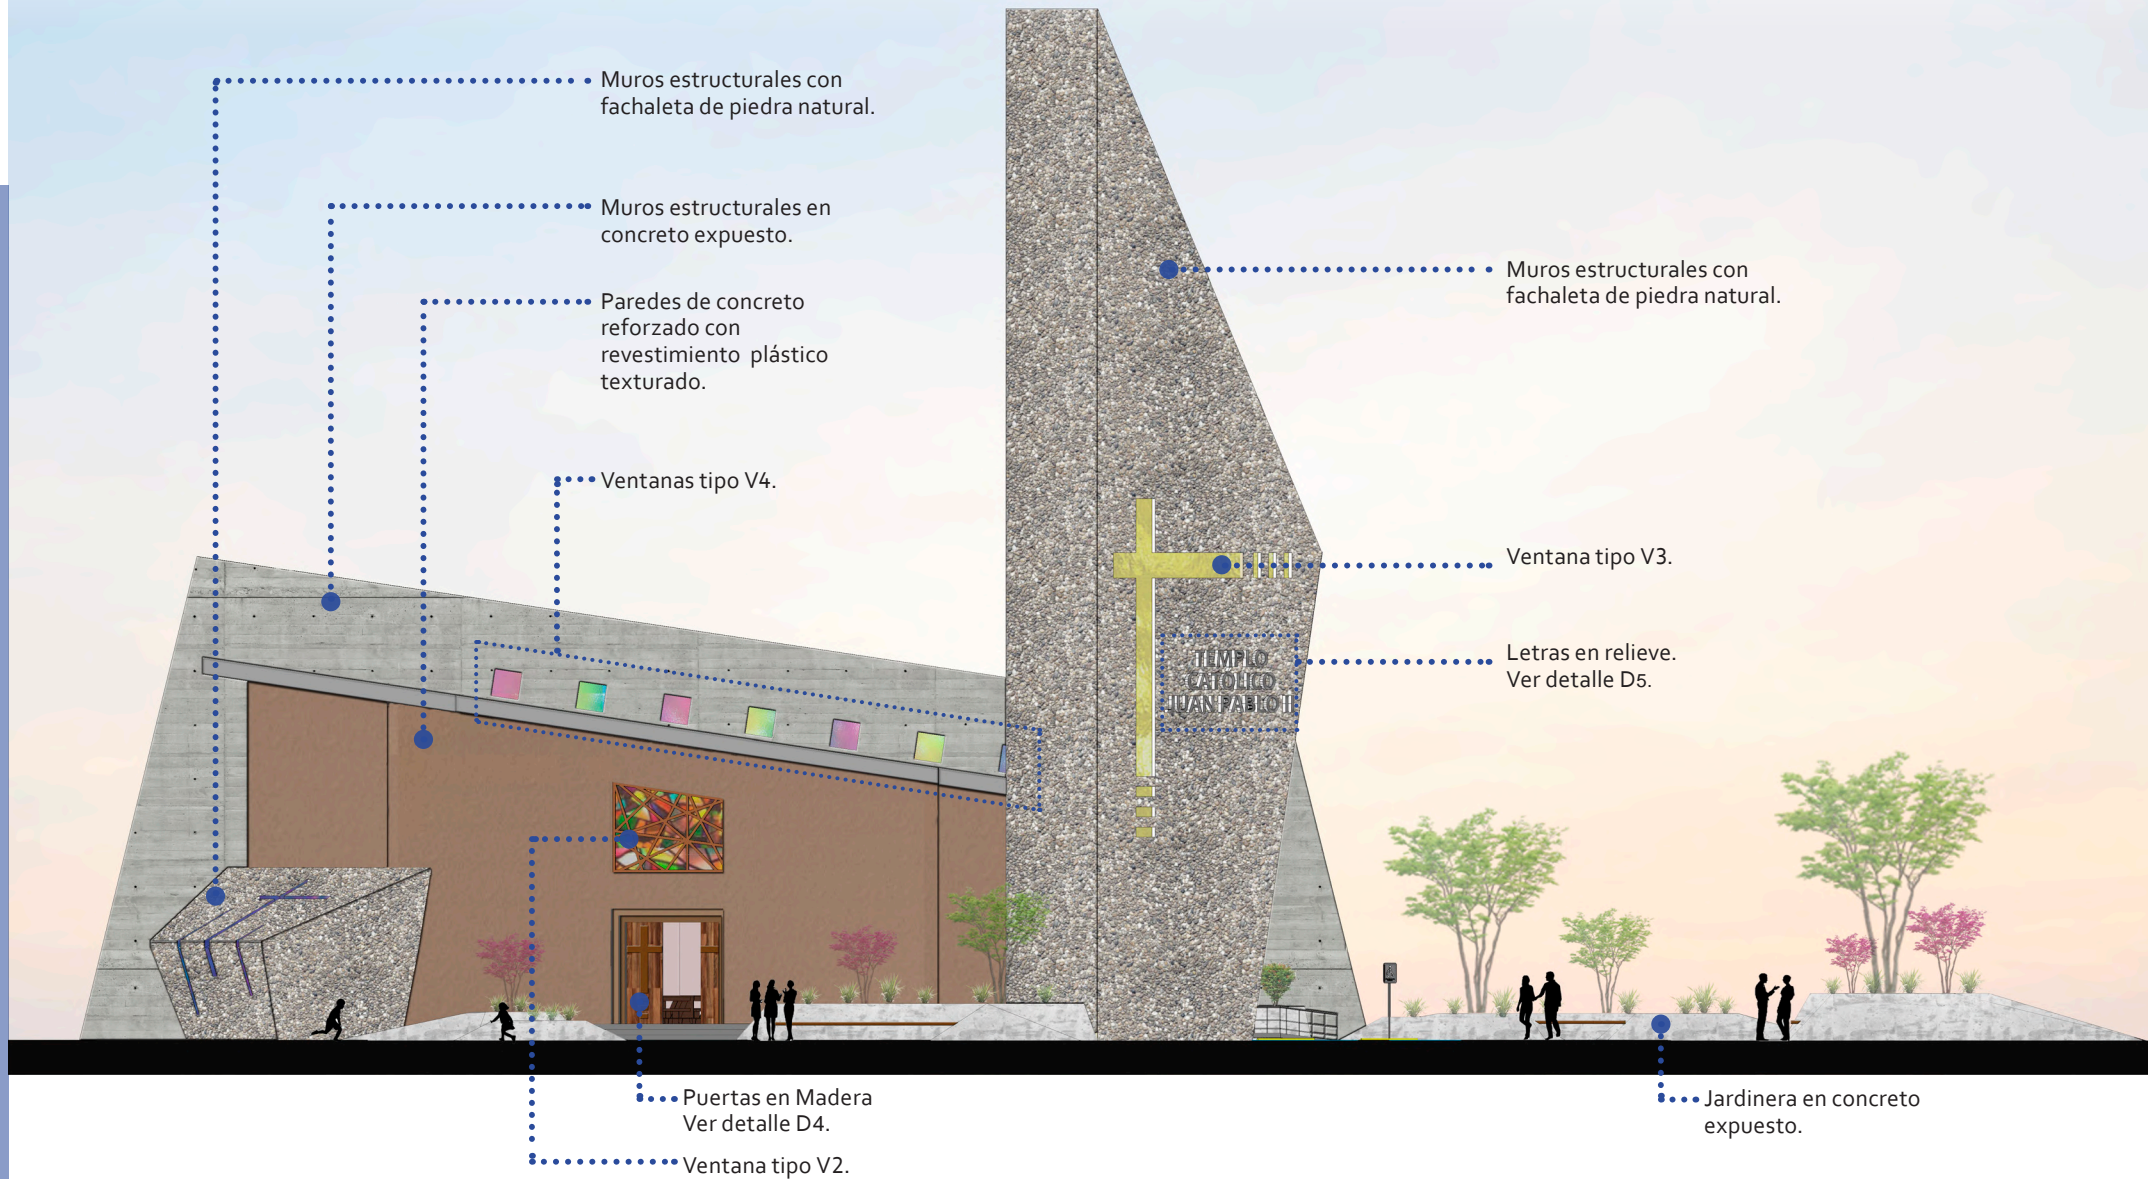 Muros estructurales con
fachaleta de piedra natural.
Muros estructurales en
concreto expuesto.
Paredes de concreto
reforzado con
revestimiento plástico
texturado.
Ventanas tipo V4.
Muros estructurales con
fachaleta de piedra natural.
Ventana tipo V3.
Letras en relieve.
Ver detalle D5.
TEMPLO
CATOLICO
JUAN PABLO II
Puertas en Madera
Ver detalle D4.
Ventana tipo V2.
Jardinera en concreto
expuesto.